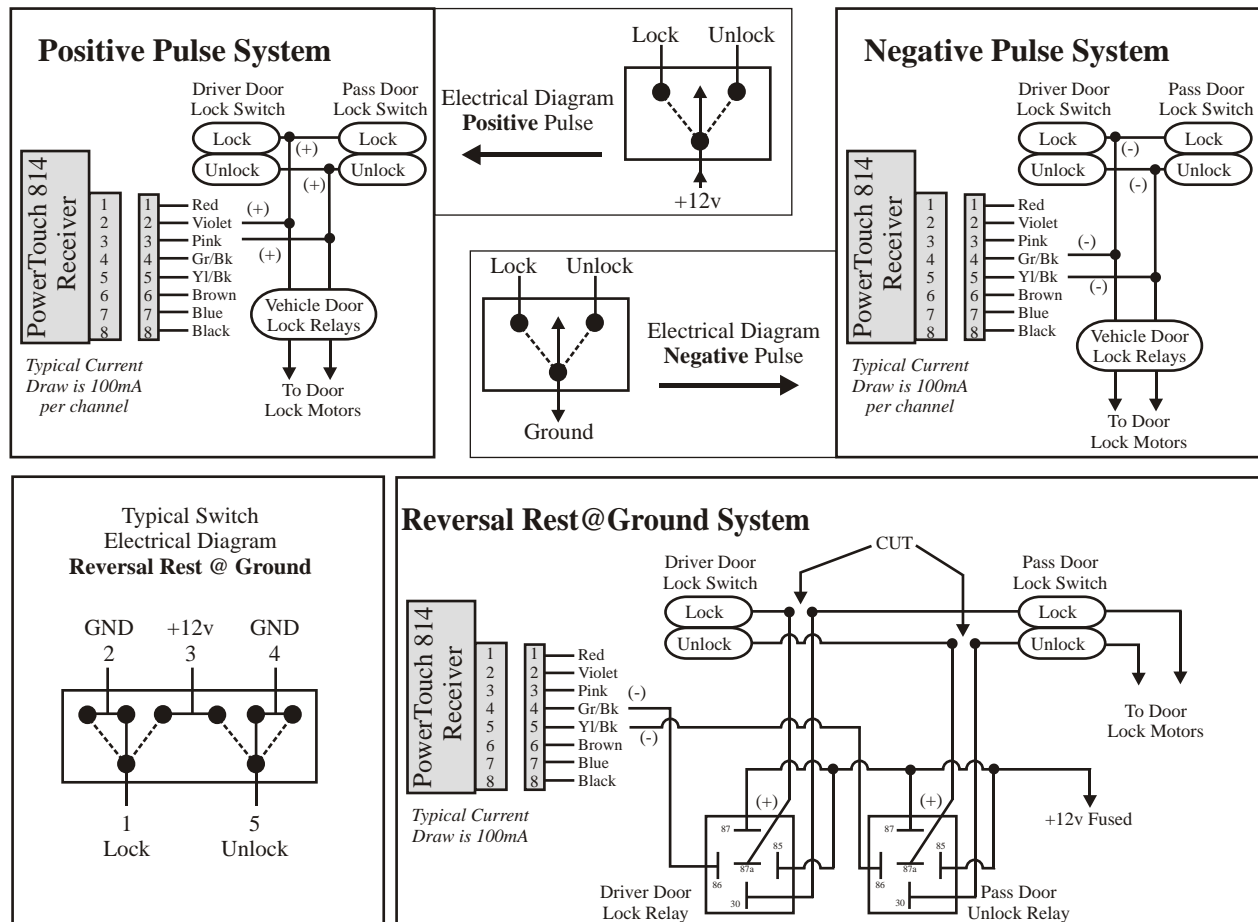 Positive Pulse System
Driver Door
Lock Switch
Pass Door
Lock Switch
Lock
Lock
Unlock
Unlock
(+)
(+)
PowerTouch 814
Receiver
1
2
3
4
5
6
7
8
1
2
3
4
5
6
7
8
Red
Violet
Pink
Gr/Bk
Yl/Bk
Brown
Blue
Black
(+)
(+)
Vehicle Door
Lock Relays
Typical Current
Draw is 100mA
per channel
To Door
Lock Motors
Lock
Unlock
Electrical Diagram
Positive Pulse
+12v
Lock
Unlock
Electrical Diagram
Negative Pulse
Ground
Negative Pulse System
Driver Door
Lock Switch
Pass Door
Lock Switch
Lock
Lock
Unlock
Unlock
(-)
(-)
PowerTouch 814
Receiver
1
2
3
4
5
6
7
8
1
2
3
4
5
6
7
8
Red
Violet
Pink
Gr/Bk
Yl/Bk
Brown
Blue
Black
(-)
(-)
Vehicle Door
Lock Relays
Typical Current
Draw is 100mA
per channel
To Door
Lock Motors
Typical Switch
Electrical Diagram
Reversal Rest @ Ground
GND
+12v
GND
2
3
4
1
5
Lock
Unlock
Reversal Rest@Ground System
CUT
Driver Door
Lock Switch
Pass Door
Lock Switch
Lock
Lock
Unlock
Unlock
PowerTouch 814
Receiver
1
2
3
4
5
6
7
8
1
2
3
4
5
6
7
8
Red
Violet
Pink
Gr/Bk
Yl/Bk
Brown
Blue
Black
(-)
(-)
To Door
Lock Motors
Typical Current
Draw is 100mA
(+)
(+)
+12v Fused
87
85
87a
86
30
87
85
87a
86
30
Driver Door
Lock Relay
Pass Door
Unlock Relay